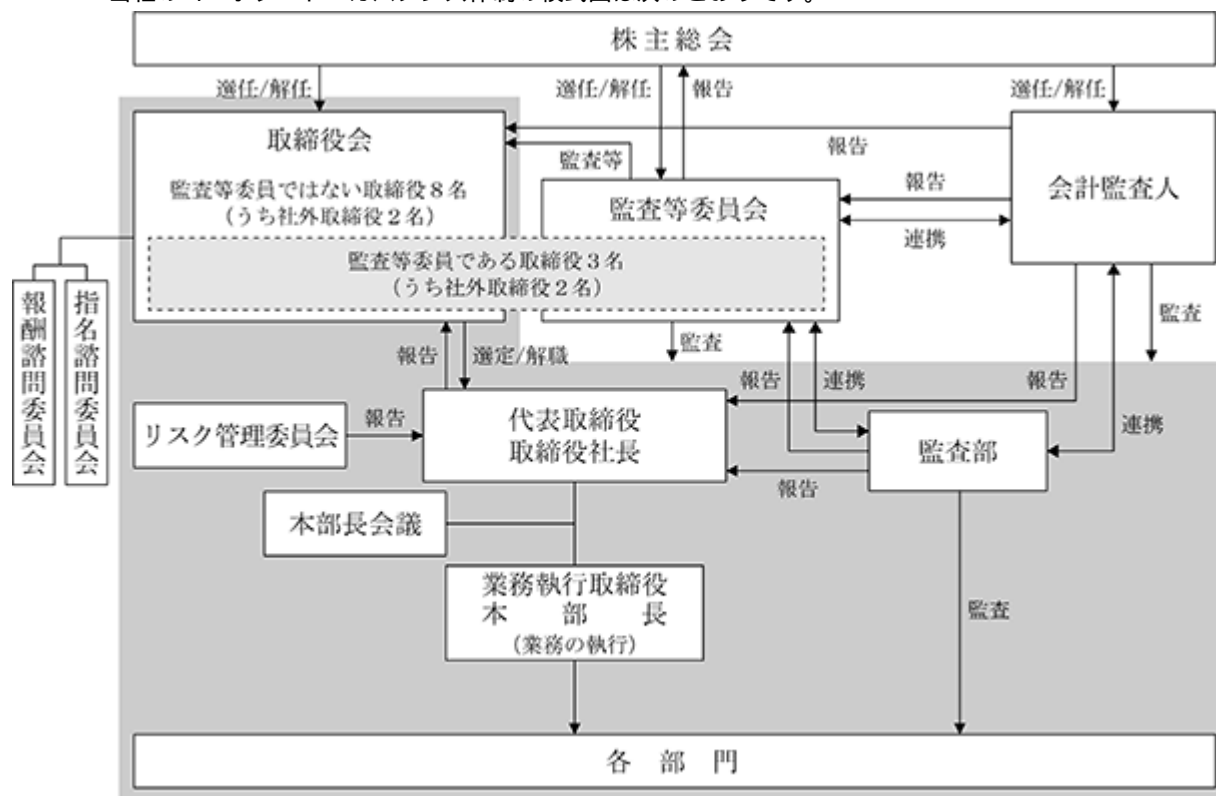 株主総会
選任/解任
選任/解任
報告
選任/解任
取締役会
監査等委員ではない取締役8名
(うち社外取締役2名)
監査等
報告
監査等委員会
報告
連携
会計監査人
監査等委員である取締役3名
(うち社外取締役2名)
報酬諮問委員会
指名諮問委員会
報告
選定/解職
監査
監査
報告
連携
報告
連携
リスク管理委員会
報告
代表取締役
取締役社長
監査部
報告
本部長会議
業務執行取締役
本部長
(業務の執行)
監査
各部門